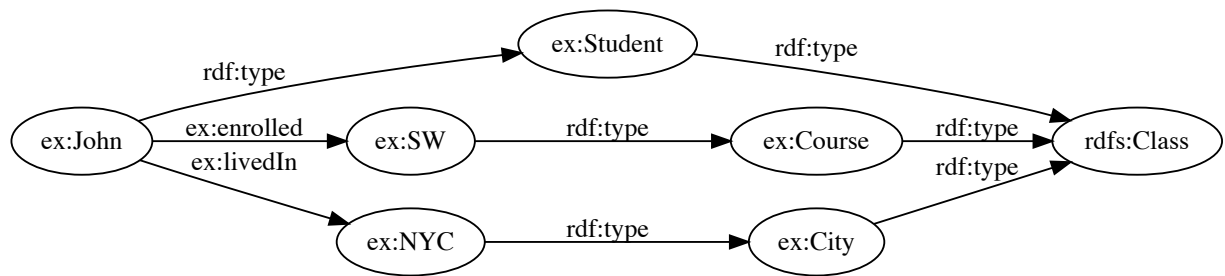 ex:Student
rdf:type
rdf:type
ex:John
ex:enrolled
ex:SW
rdf:type
ex:Course
rdf:type
rdfs:Class
ex:livedIn
rdf:type
ex:NYC
rdf:type
ex:City